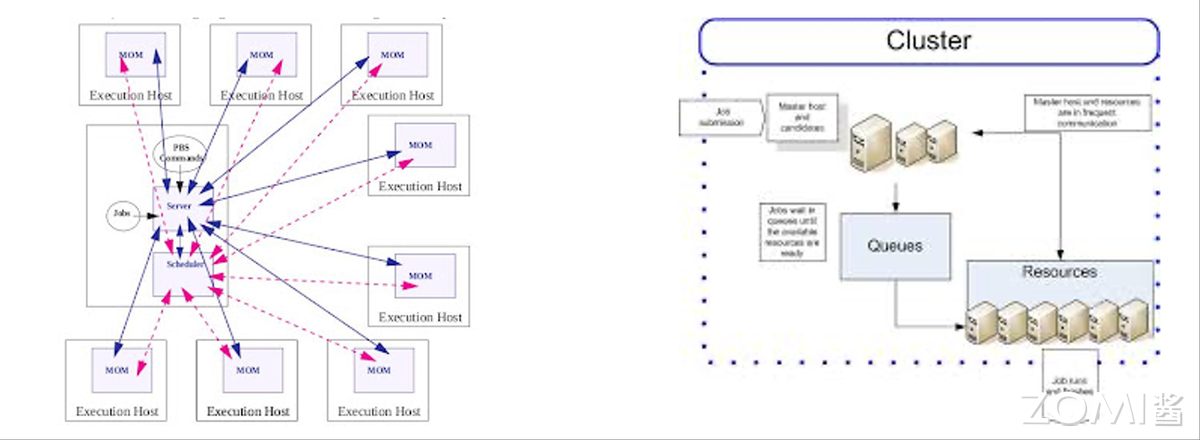 MOM
Execution Host
MOM
Execution Host
MOM
Execution Host
PBS
Commands
Jobs
Server
Scheduler
MOM
Execution Host
MOM
Execution Host
MOM
Execution Host
MOM
Execution Host
MOM
Execution Host
Cluster
Job
submission
Master host
and
candidates
Master host and resources
are in frequent
communication
Jobs wait in
queues until
the available
resources are
ready
Queues
Resources
Job runs
ZOMI酱